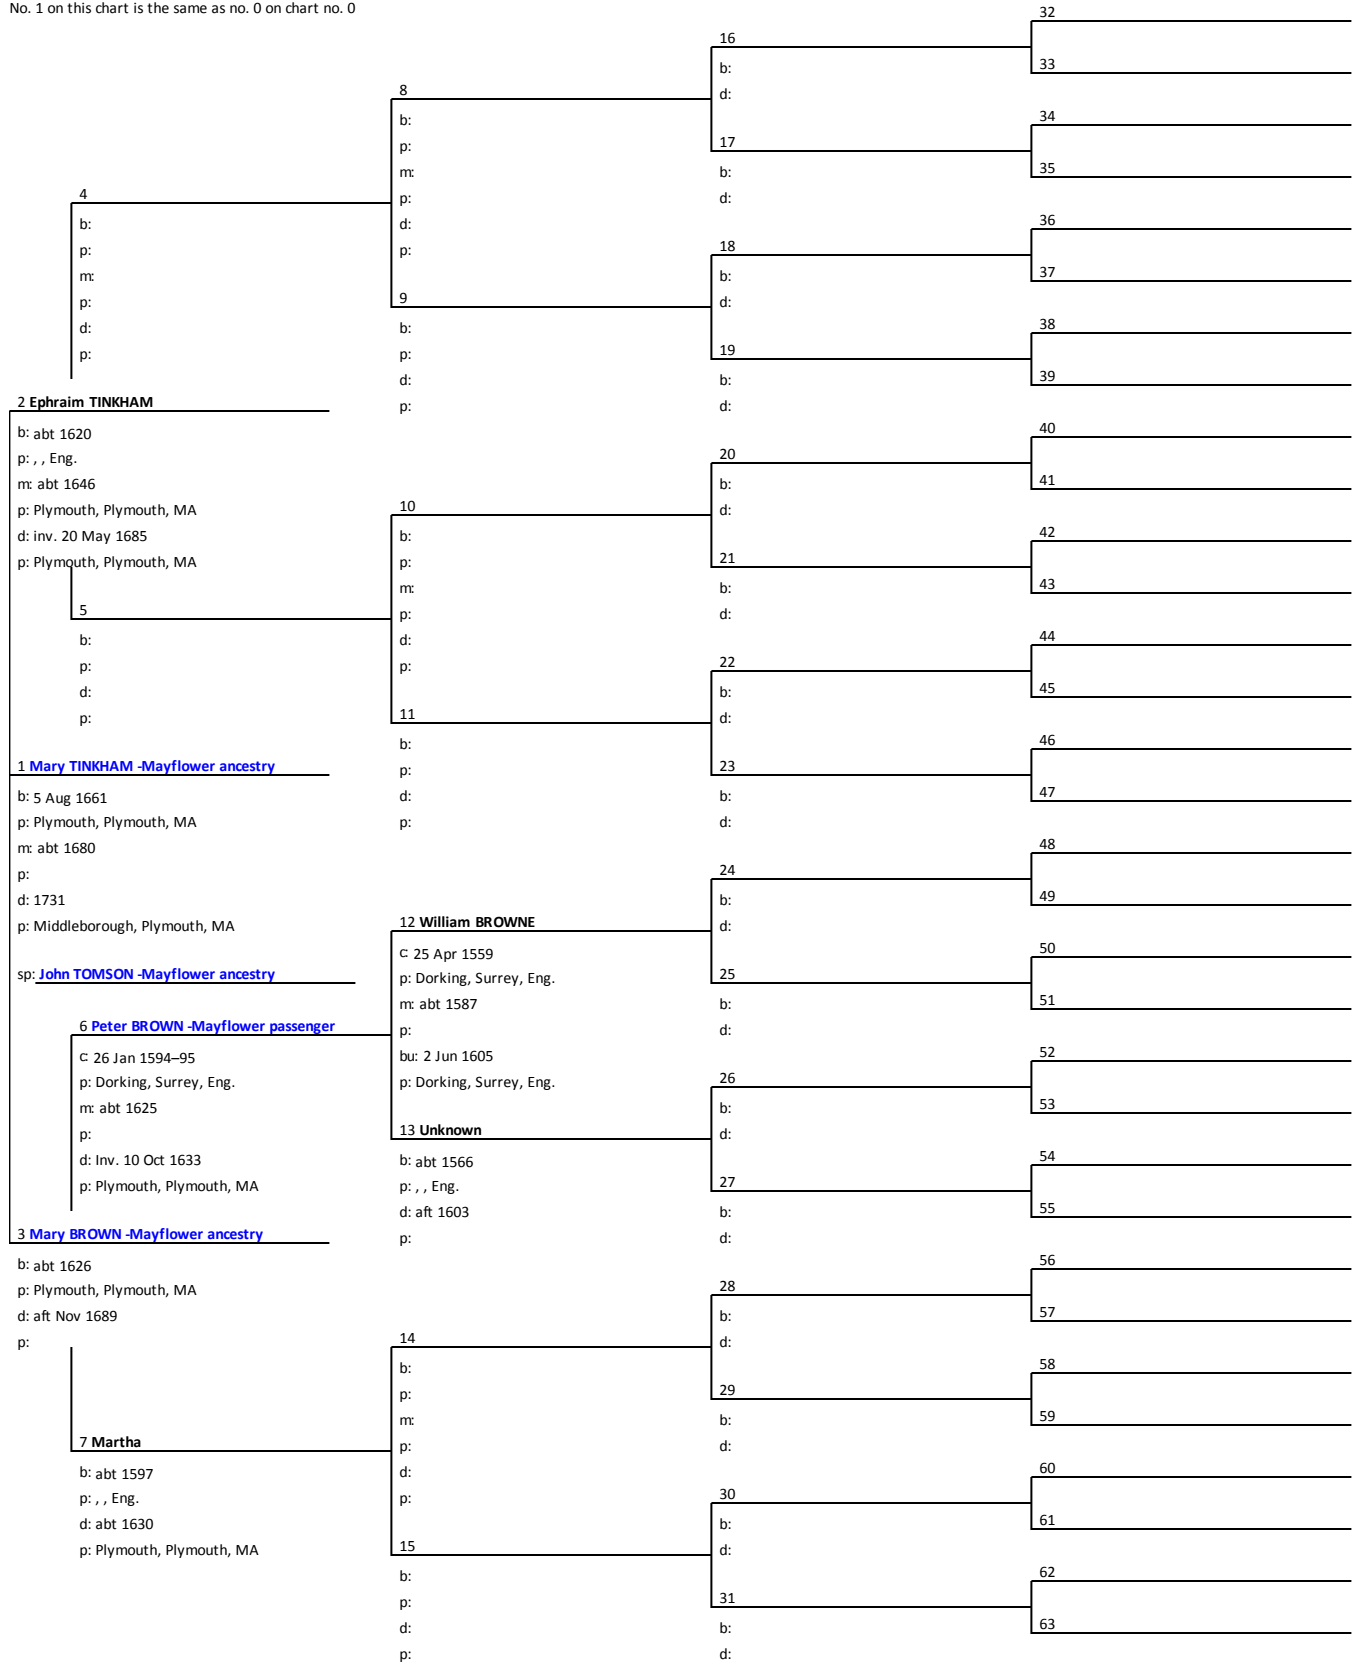 No. 1 on this chart is the same as no. 0 on chart no. 0
4
b:
p:
m:
p:
d:
p:
2 Ephraim TINKHAM
b: abt 1620
p: , , Eng.
m: abt 1646
p: Plymouth, Plymouth, MA
d: inv. 20 May 1685
p: Plymouth, Plymouth, MA
5
b:
p:
d:
p:
1 Mary TINKHAM -Mayflower ancestry
b: 5 Aug 1661
p: Plymouth, Plymouth, MA
m: abt 1680
p:
d: 1731
p: Middleborough, Plymouth, MA
sp: John TOMSON -Mayflower ancestry
6 Peter BROWN -Mayflower passenger
c: 26 Jan 1594–95
p: Dorking, Surrey, Eng.
m: abt 1625
p:
d: Inv. 10 Oct 1633
p: Plymouth, Plymouth, MA
3 Mary BROWN -Mayflower ancestry
b: abt 1626
p: Plymouth, Plymouth, MA
d: aft Nov 1689
p:
7 Martha
b: abt 1597
p: , , Eng.
d: abt 1630
p: Plymouth, Plymouth, MA
8
b:
p:
m:
p:
d:
p:
9
b:
p:
d:
p:
10
b:
p:
m:
p:
d:
p:
11
b:
p:
d:
p:
12 William BROWNE
c: 25 Apr 1559
p: Dorking, Surrey, Eng.
m: abt 1587
p:
bu: 2 Jun 1605
p: Dorking, Surrey, Eng.
13 Unknown
b: abt 1566
p: , , Eng.
d: aft 1603
p:
14
b:
p:
m:
p:
d:
p:
15
b:
p:
d:
p:
16
b:
d:
17
b:
d:
18
b:
d:
19
b:
d:
20
b:
d:
21
b:
d:
22
b:
d:
23
b:
d:
24
b:
d:
25
b:
d:
26
b:
d:
27
b:
d:
28
b:
d:
29
b:
d:
30
b:
d:
31
b:
d:
32
33
34
35
36
37
38
39
40
41
42
43
44
45
46
47
48
49
50
51
52
53
54
55
56
57
58
59
60
61
62
63